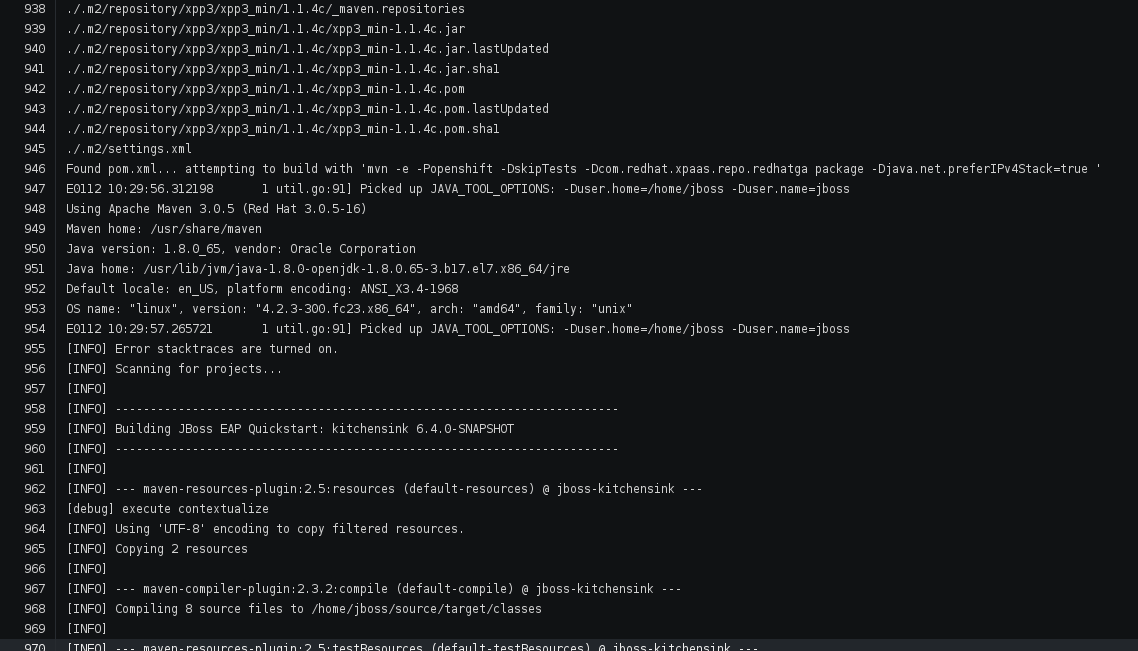 938 ./.m2/repository/xpp3/xpp3_min/1.1.4c/_maven.repositories
939 ./.m2/repository/xpp3/xpp3_min/1.1.4c/xpp3_min-1.1.4c.jar
940 ./.m2/repository/xpp3/xpp3_min/1.1.4c/xpp3_min-1.1.4c.jar.lastUpdated
941 ./.m2/repository/xpp3/xpp3_min/1.1.4c/xpp3_min-1.1.4c.jar.sha1
942 ./.m2/repository/xpp3/xpp3_min/1.1.4c/xpp3_min-1.1.4c.pom
943 ./.m2/repository/xpp3/xpp3_min/1.1.4c/xpp3_min-1.1.4c.pom.lastUpdated
944 ./.m2/repository/xpp3/xpp3_min/1.1.4c/xpp3_min-1.1.4c.pom.sha1
945 ./.m2/settings.xml
946 Found pom.xml... attempting to build with 'mvn -e -Popenshift -DskipTests -Dcom.redhat.xpaas.repo.redhatga package -Djava.net.preferIPv4Stack=true '
947 E0112 10:29:56.312198       1 util.go:91] Picked up JAVA_TOOL_OPTIONS: -Duser.home=/home/jboss -Duser.name=jboss
948 Using Apache Maven 3.0.5 (Red Hat 3.0.5-16)
949 Maven home: /usr/share/maven
950 Java version: 1.8.0_65, vendor: Oracle Corporation
951 Java home: /usr/lib/jvm/java-1.8.0-openjdk-1.8.0.65-3.b17.el7.x86_64/jre
952 Default locale: en_US, platform encoding: ANSI_X3.4-1968
953 OS name: "linux", version: "4.2.3-300.fc23.x86_64", arch: "amd64", family: "unix"
954 E0112 10:29:57.265721       1 util.go:91] Picked up JAVA_TOOL_OPTIONS: -Duser.home=/home/jboss -Duser.name=jboss
955 [INFO] Error stacktraces are turned on.
956 [INFO] Scanning for projects...
957 [INFO]
958 [INFO] ------------------------------------------------------------------------
959 [INFO] Building JBoss EAP Quickstart: kitchensink 6.4.0-SNAPSHOT
960 [INFO] ------------------------------------------------------------------------
961 [INFO]
962 [INFO] --- maven-resources-plugin:2.5:resources (default-resources) @ jboss-kitchensink ---
963 [debug] execute contextualize
964 [INFO] Using 'UTF-8' encoding to copy filtered resources.
965 [INFO] Copying 2 resources
966 [INFO]
967 [INFO] --- maven-compiler-plugin:2.3.2:compile (default-compile) @ jboss-kitchensink ---
968 [INFO] Compiling 8 source files to /home/jboss/source/target/classes
969 [INFO]
970 [INFO] --- maven-resources-plugin:2.5:testResources (default-testResources) @ jboss-kitchensink ---